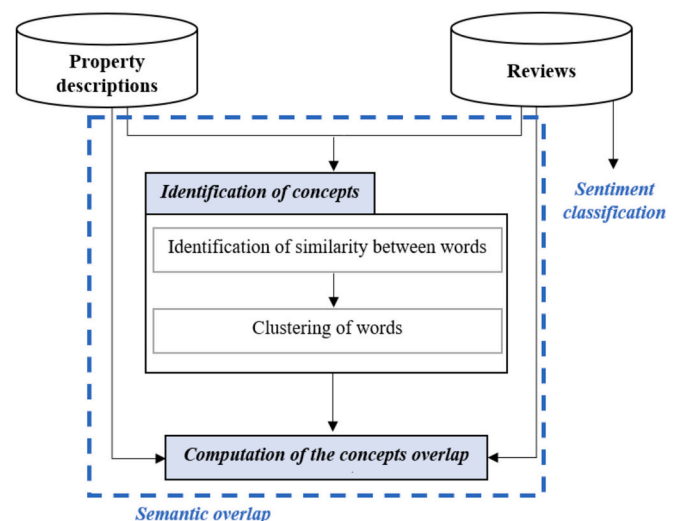 Property
descriptions
Reviews
Identification of concepts
Sentiment
classification
Identification of similarity between words
Clustering of words
Computation of the concepts overlap
Semantic overlap